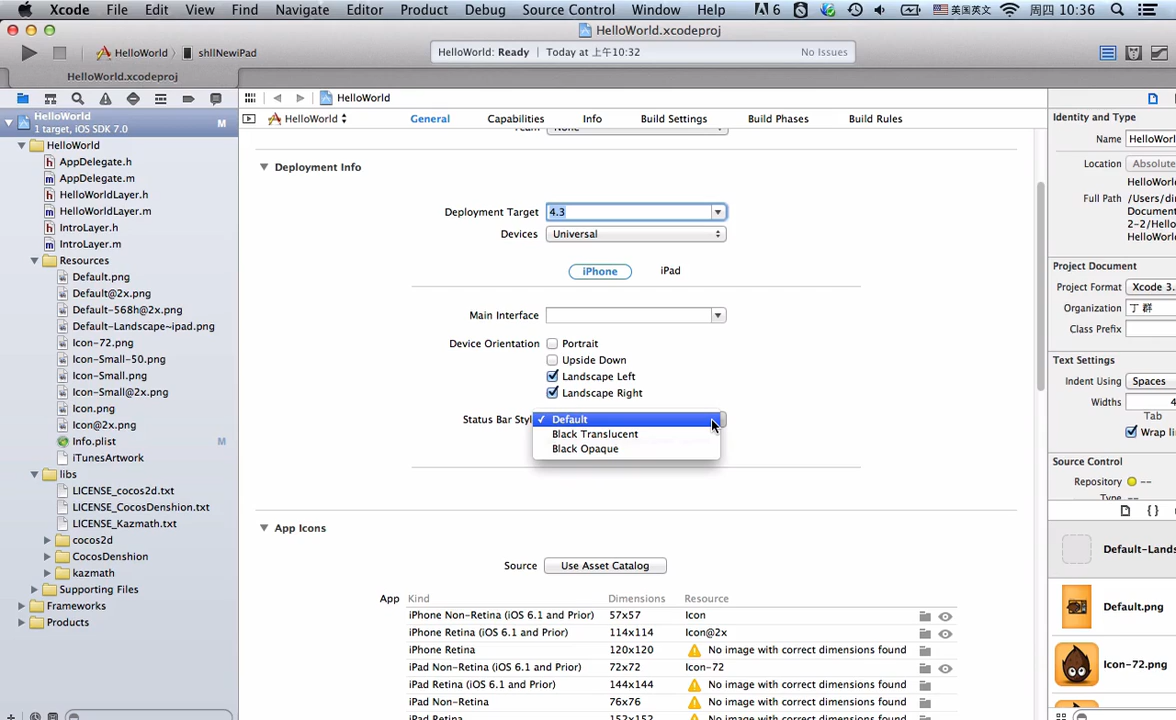 Xcode File Edit View Find Navigate Editor Product Debug Source Control Window Help 6 美国英文 周四 10:36
HelloWorld.xcodeproj
HelloWorld shllNewiPad HelloWorld: Ready Today at 上午10:32 No Issues
HelloWorld.xcodeproj
HelloWorld
HelloWorld M
1 target, iOS SDK 7.0
HelloWorld General Capabilities Info Build Settings Build Phases Build Rules
HelloWorld
AppDelegate.h
AppDelegate.m
HelloWorldLayer.h
HelloWorldLayer.m
IntroLayer.h
IntroLayer.m
Resources
Default.png
Default@2x.png
Default-568h@2x.png
Default-Landscape~ipad.png
Icon-72.png
Icon-Small-50.png
Icon-Small.png
Icon-Small@2x.png
Icon.png
Icon@2x.png
Info.plist M
iTunesArtwork
libs
LICENSE_cocos2d.txt
LICENSE_CocosDenshion.txt
LICENSE_Kazmath.txt
cocos2d
CocosDenshion
kazmath
Supporting Files
Frameworks
Products
Deployment Info
Deployment Target 4.3
Devices Universal
iPhone iPad
Main Interface
Device Orientation Portrait
Upside Down
Landscape Left
Landscape Right
Status Bar Styl Default
Black Translucent
Black Opaque
App Icons
Source Use Asset Catalog
App Kind Dimensions Resource
iPhone Non-Retina (iOS 6.1 and Prior) 57x57 Icon
iPhone Retina (iOS 6.1 and Prior) 114x114 Icon@2x
iPhone Retina 120x120 No image with correct dimensions found
iPad Non-Retina (iOS 6.1 and Prior) 72x72 Icon-72
iPad Retina (iOS 6.1 and Prior) 144x144 No image with correct dimensions found
iPad Non-Retina 76x76 No image with correct dimensions found
Identity and Type
Name HelloWorl
Location Absolute
HelloWorl
Full Path /Users/di
Document
2-2/Hello
HelloWorl
Project Document
Project Format Xcode 3.
Organization 丁 群
Class Prefix
Text Settings
Indent Using Spaces
Widths 4
Tab
Wrap li
Source Control
Repository --
Type --
Default-Lands
Default.png
Icon-72.png